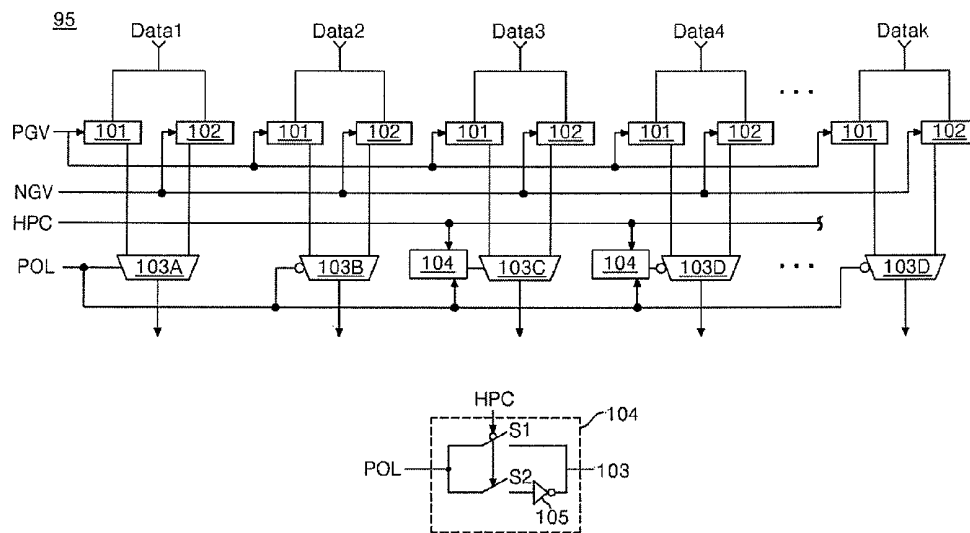 95
Data1 Data2 Data3 Data4 Datak
. . .
PGV 101 102 101 102 101 102 101 102 101 102
NGV
HPC
104 104
POL 103A 103B 103C 103D . . . 103D
HPC
104
S1
POL 103
S2
105